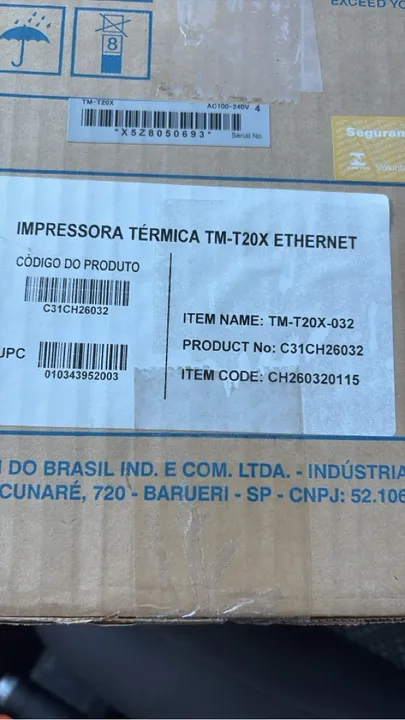 EXCEED YO
8
TM-T20X AC100-240V 4
*X5Z8050693*
Serial No
Seguran
Volunt
IMPRESSORA TÉRMICA TM-T20X ETHERNET
CÓDIGO DO PRODUTO
C31CH26032
ITEM NAME: TM-T20X-032
PRODUCT No: C31CH26032
UPC
010343952003
ITEM CODE: CH260320115
DO BRASIL IND. E COM. LTDA. - INDÚSTRIA
CUNARÉ, 720 - BARUERI - SP - CNPJ: 52.106